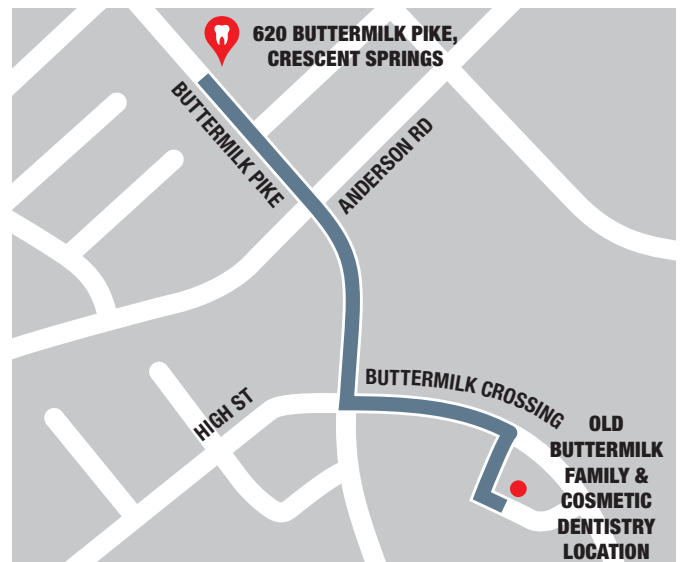 620 BUTTERMILK PIKE,
CRESCENT SPRINGS
BUTTERMILK PIKE
ANDERSON RD
BUTTERMILK CROSSING
HIGH ST
OLD
BUTTERMILK
FAMILY &
COSMETIC
DENTISTRY
LOCATION